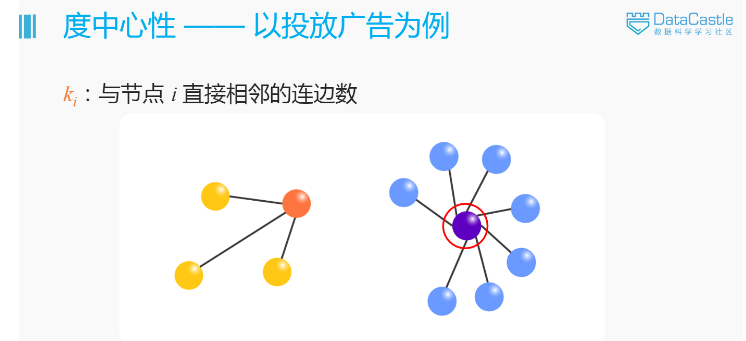 度中心性 —— 以投放广告为例
DataCastle
数据科学学习社区
kᵢ：与节点 i 直接相邻的连边数